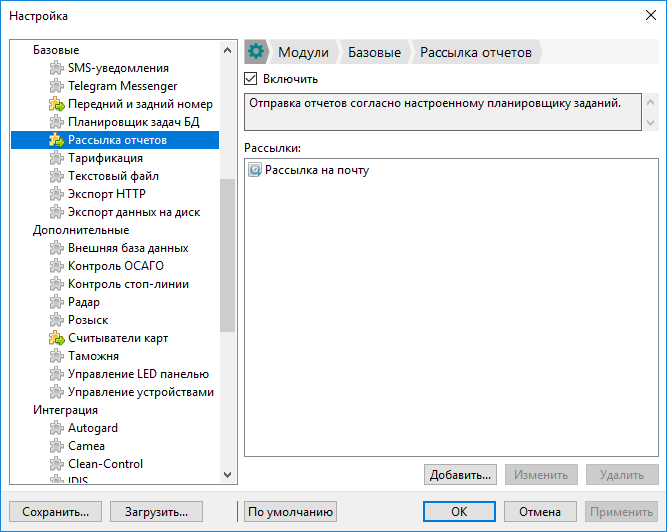 Настройка
Базовые
SMS-уведомления
Telegram Messenger
Передний и задний номер
Планировщик задач БД
Рассылка отчетов
Тарификация
Текстовый файл
Экспорт HTTP
Экспорт данных на диск
Дополнительные
Внешная база данных
Контроль ОСАГО
Контроль стоп-линии
Радар
Розыск
Считыватели карт
Таможня
Управление LED панелью
Управление устройствами
Интеграция
Autogard
Camea
Clean-Control
IDIS
Модули Базовые Рассылка отчетов
Включить
Отправка отчетов согласно настроенному планировщику заданий.
Рассылки:
Рассылка на почту
Добавить... Изменить Удалить
Сохранить... Загрузить... По умолчанию OK Отмена Применить